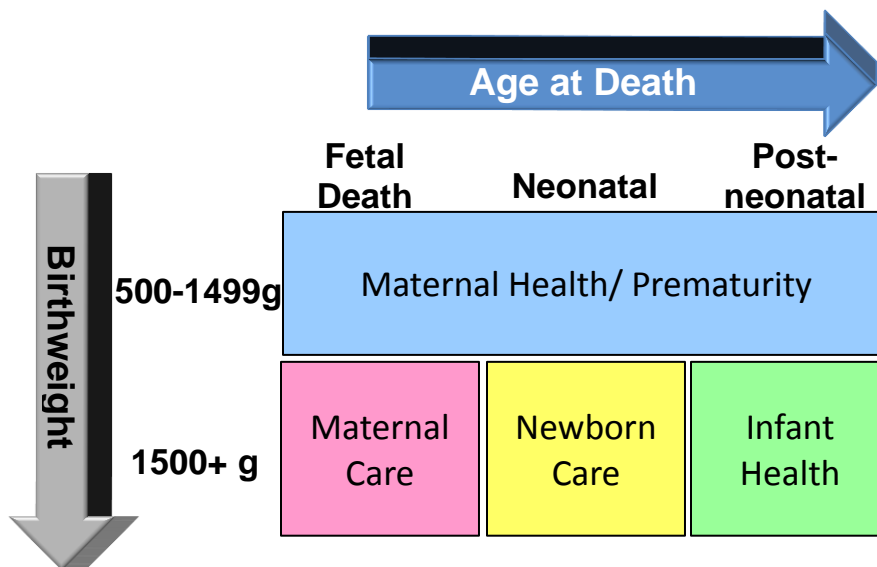 Age at Death
Fetal
Death
Neonatal
Post-
neonatal
Birthweight
500-1499g
Maternal Health/ Prematurity
1500+ g
Maternal
Care
Newborn
Care
Infant
Health